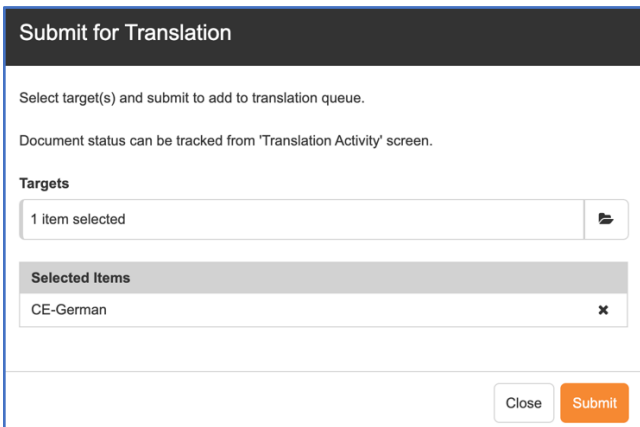 Submit for Translation
Select target(s) and submit to add to translation queue.
Document status can be tracked from 'Translation Activity' screen.
Targets
1 item selected
Selected Items
CE-German
Close Submit